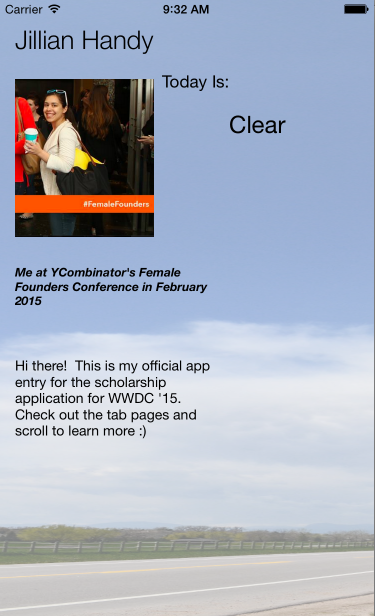 Carrier 9:32 AM
Jillian Handy
Today Is:
Clear
#FemaleFounders
Me at YCombinator's Female
Founders Conference in February
2015
Hi there!  This is my official app
entry for the scholarship
application for WWDC '15.
Check out the tab pages and
scroll to learn more :)